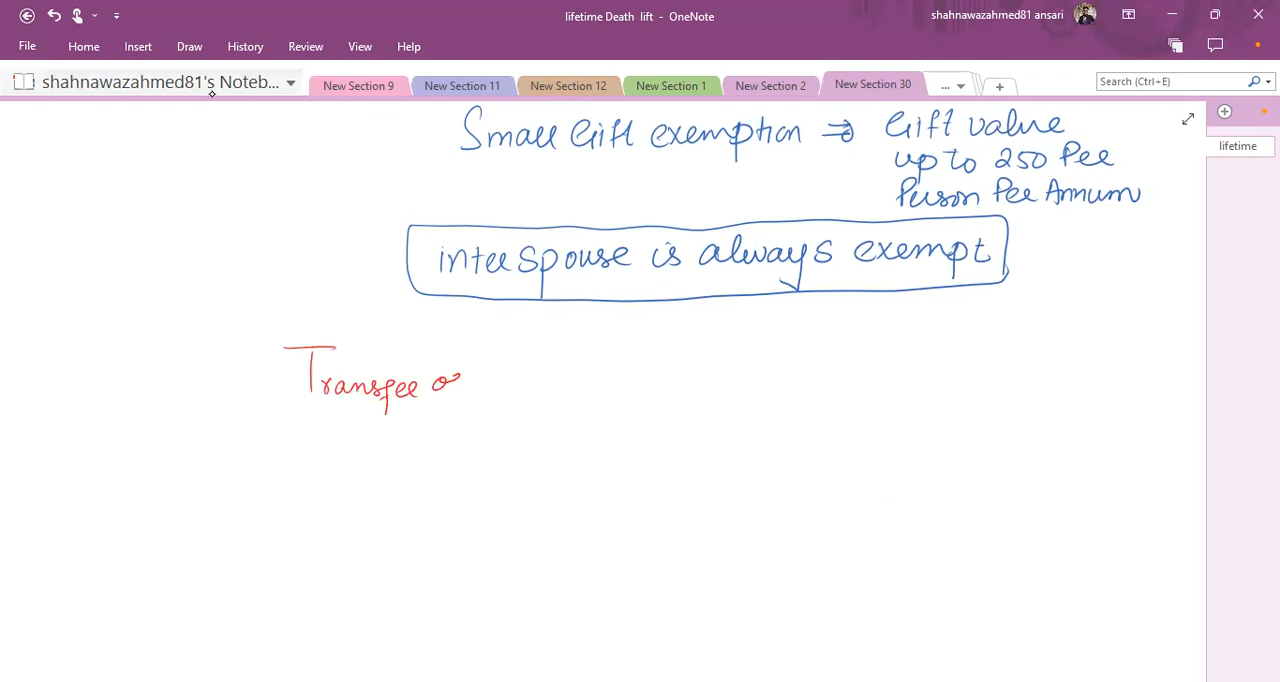 lifetime Death lift - OneNote
shahnawazahmed81 ansari
File Home Insert Draw History Review View Help
shahnawazahmed81's Noteb...
New Section 9 New Section 11 New Section 12 New Section 1 New Section 2 New Section 30 ...
Search (Ctrl+E)
lifetime
Small Gift exemption ⇒ Gift value
up to 250 Per
Person Per Annum
inter spouse is always exempt
Transfer o